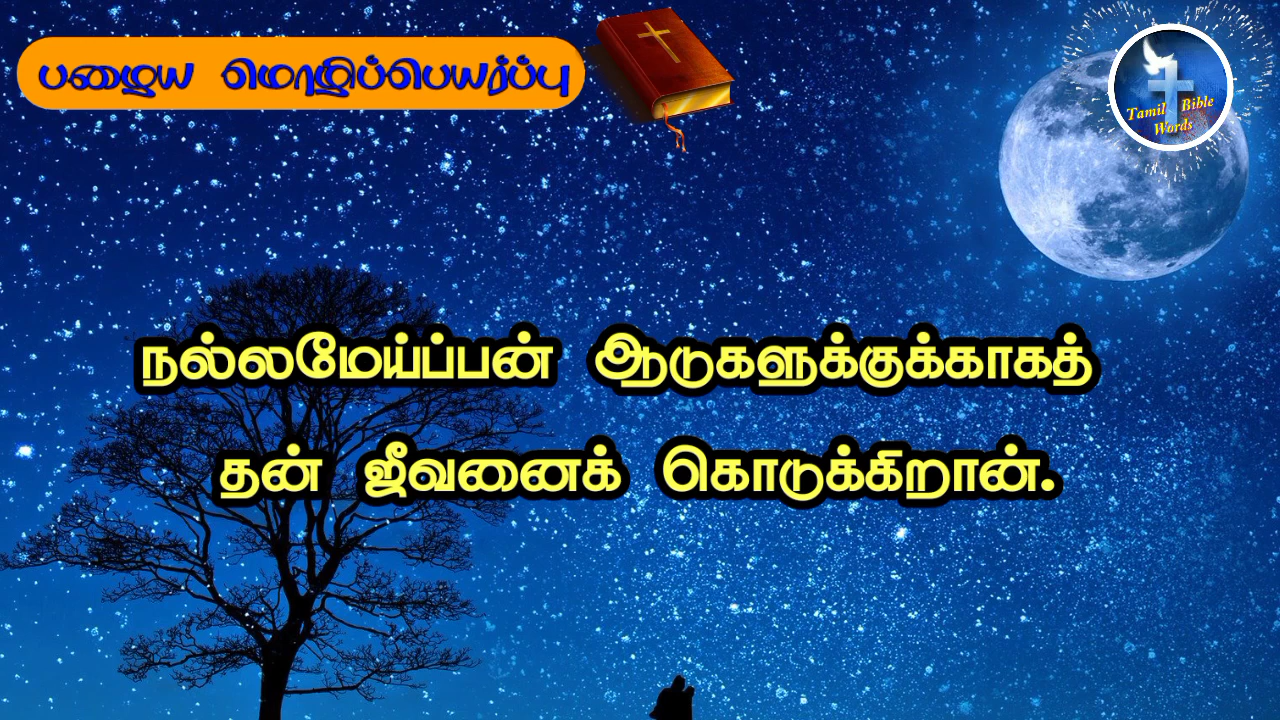 பழைய மொழிப்பெயர்ப்பு
Tamil Bible
Words
நல்லமேய்ப்பன் ஆடுகளுக்குக்காகத்
தன் ஜீவனைக் கொடுக்கிறான்.